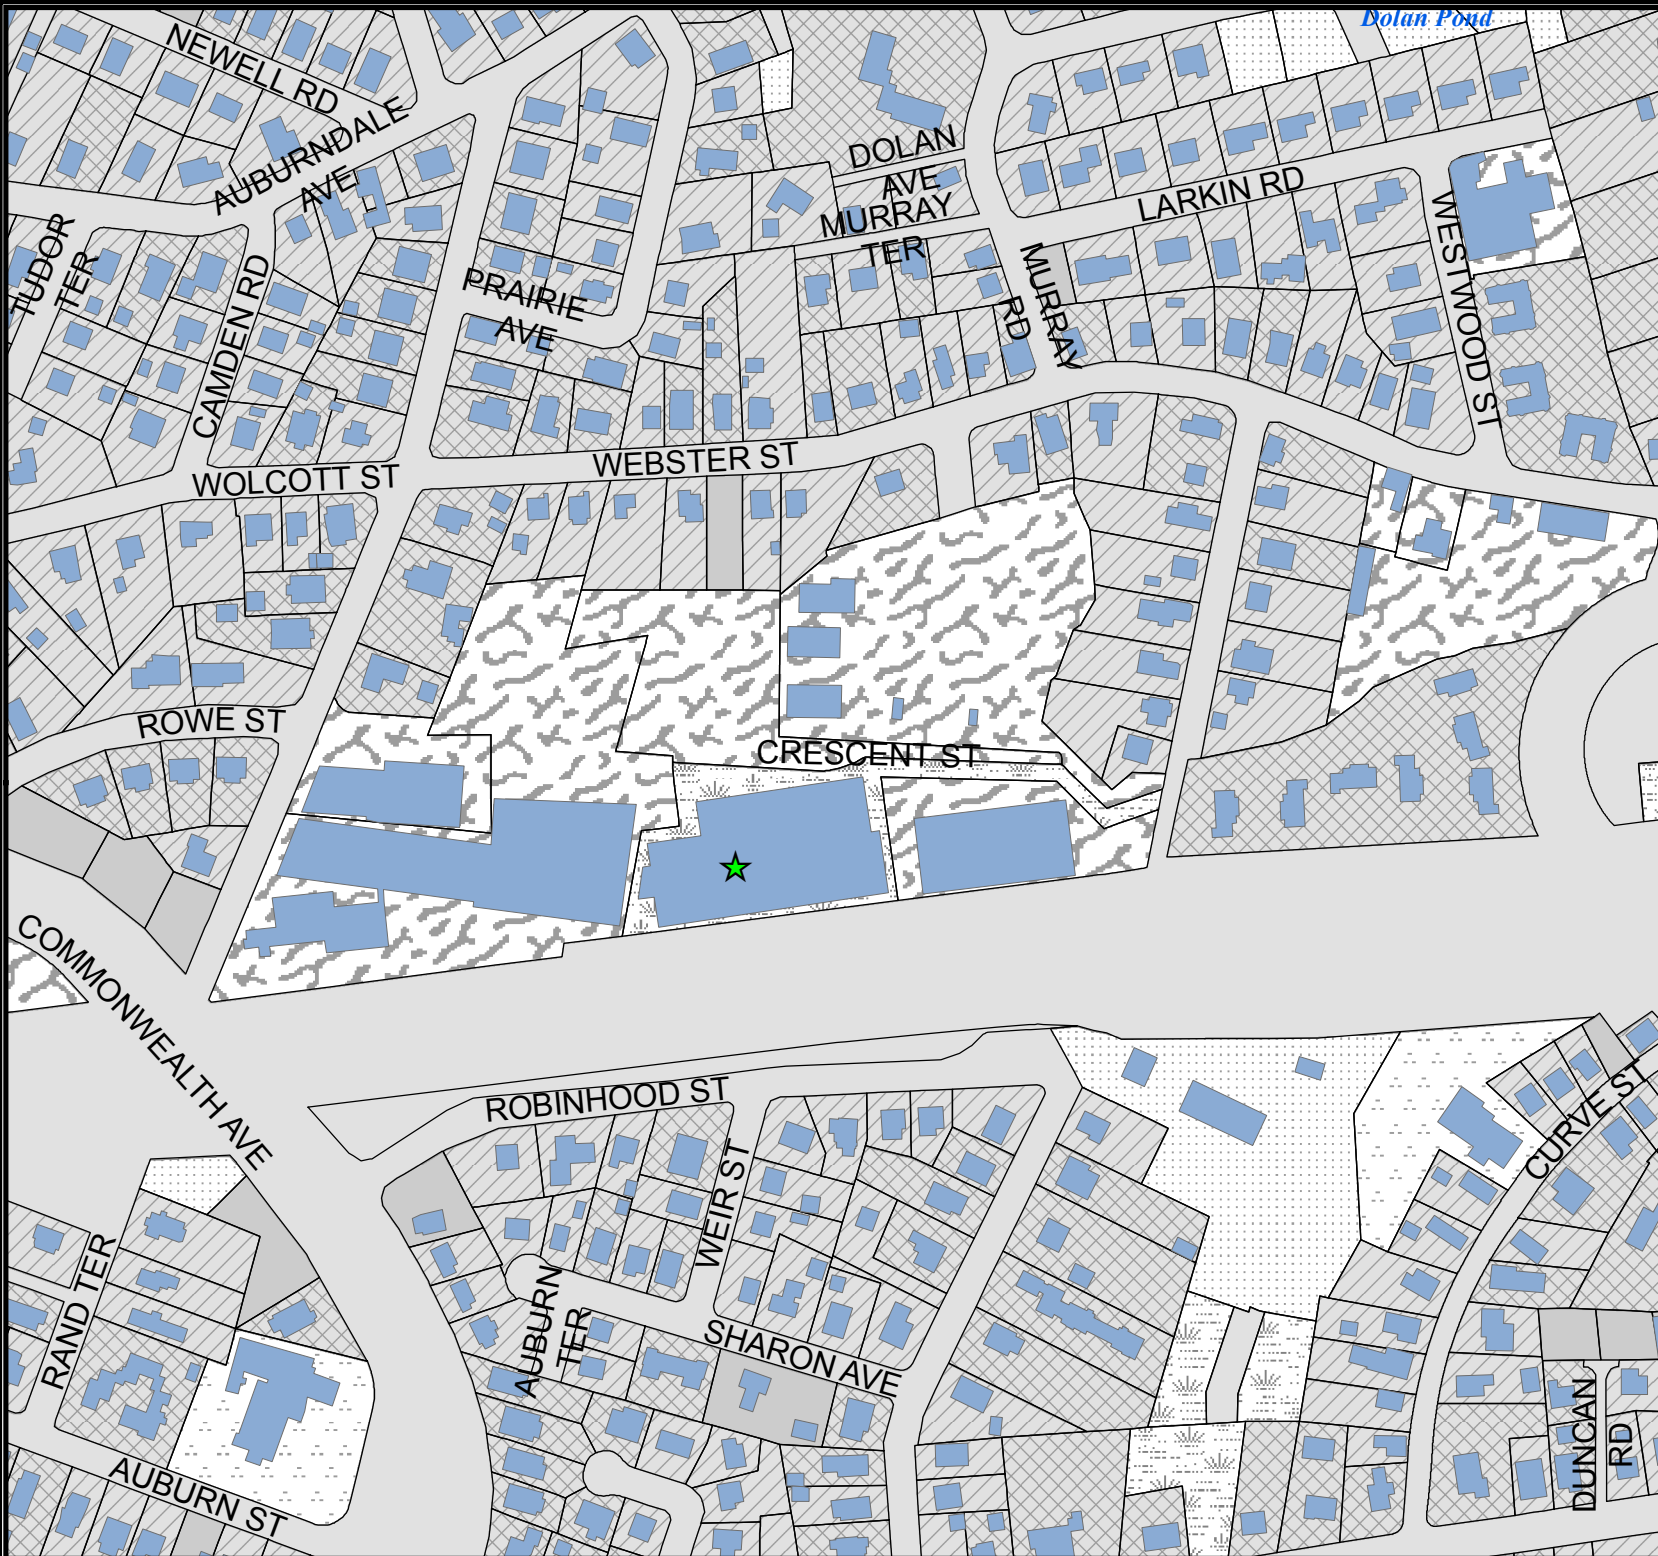 Dolan Pond
NEWELL RD
AUBURNDALE
AVE
DOLAN
AVE
MURRAY
TER
LARKIN RD
WESTWOOD ST
TUDOR
TER
CAMDEN RD
PRAIRIE
AVE
MURRAY
RD
WOLCOTT ST
WEBSTER ST
ROWE ST
CRESCENT ST
COMMONWEALTH AVE
ROBINHOOD ST
WEIR ST
CURVE ST
RAND TER
AUBURN
TER
SHARON AVE
DUNCAN
RD
AUBURN ST